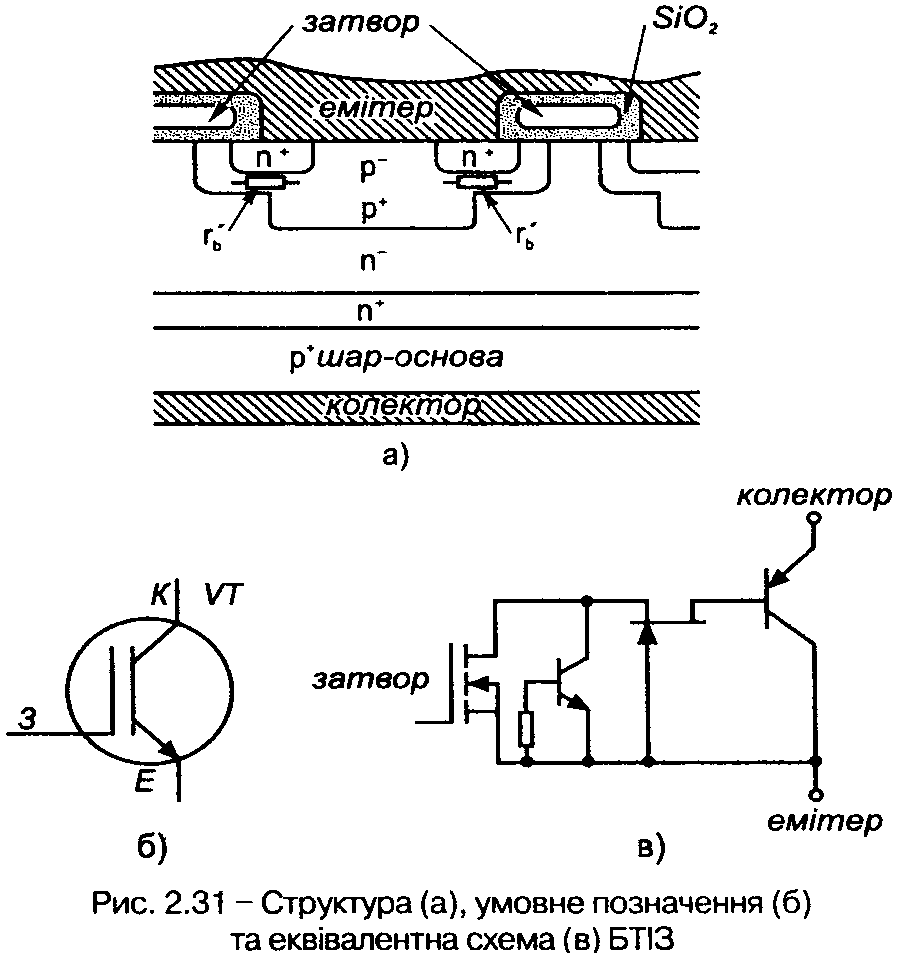 затвор
SiO₂
емітер
n⁺
n⁺
p⁻
p⁺
r_b′
r_b′
n⁻
n⁺
p⁺шар-основа
колектор
а)
колектор
К VT
затвор
З
Е
емітер
б)
в)
Рис. 2.31 – Структура (а), умовне позначення (б)
та еквівалентна схема (в) БТІЗ